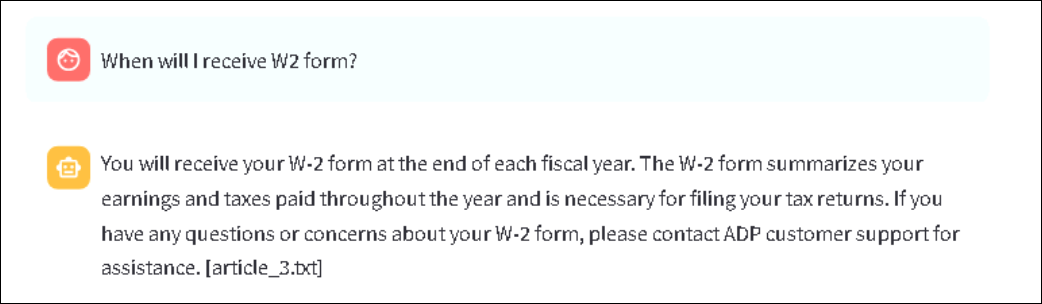 When will I receive W2 form?
You will receive your W-2 form at the end of each fiscal year. The W-2 form summarizes your
earnings and taxes paid throughout the year and is necessary for filing your tax returns. If you
have any questions or concerns about your W-2 form, please contact ADP customer support for
assistance. [article_3.txt]